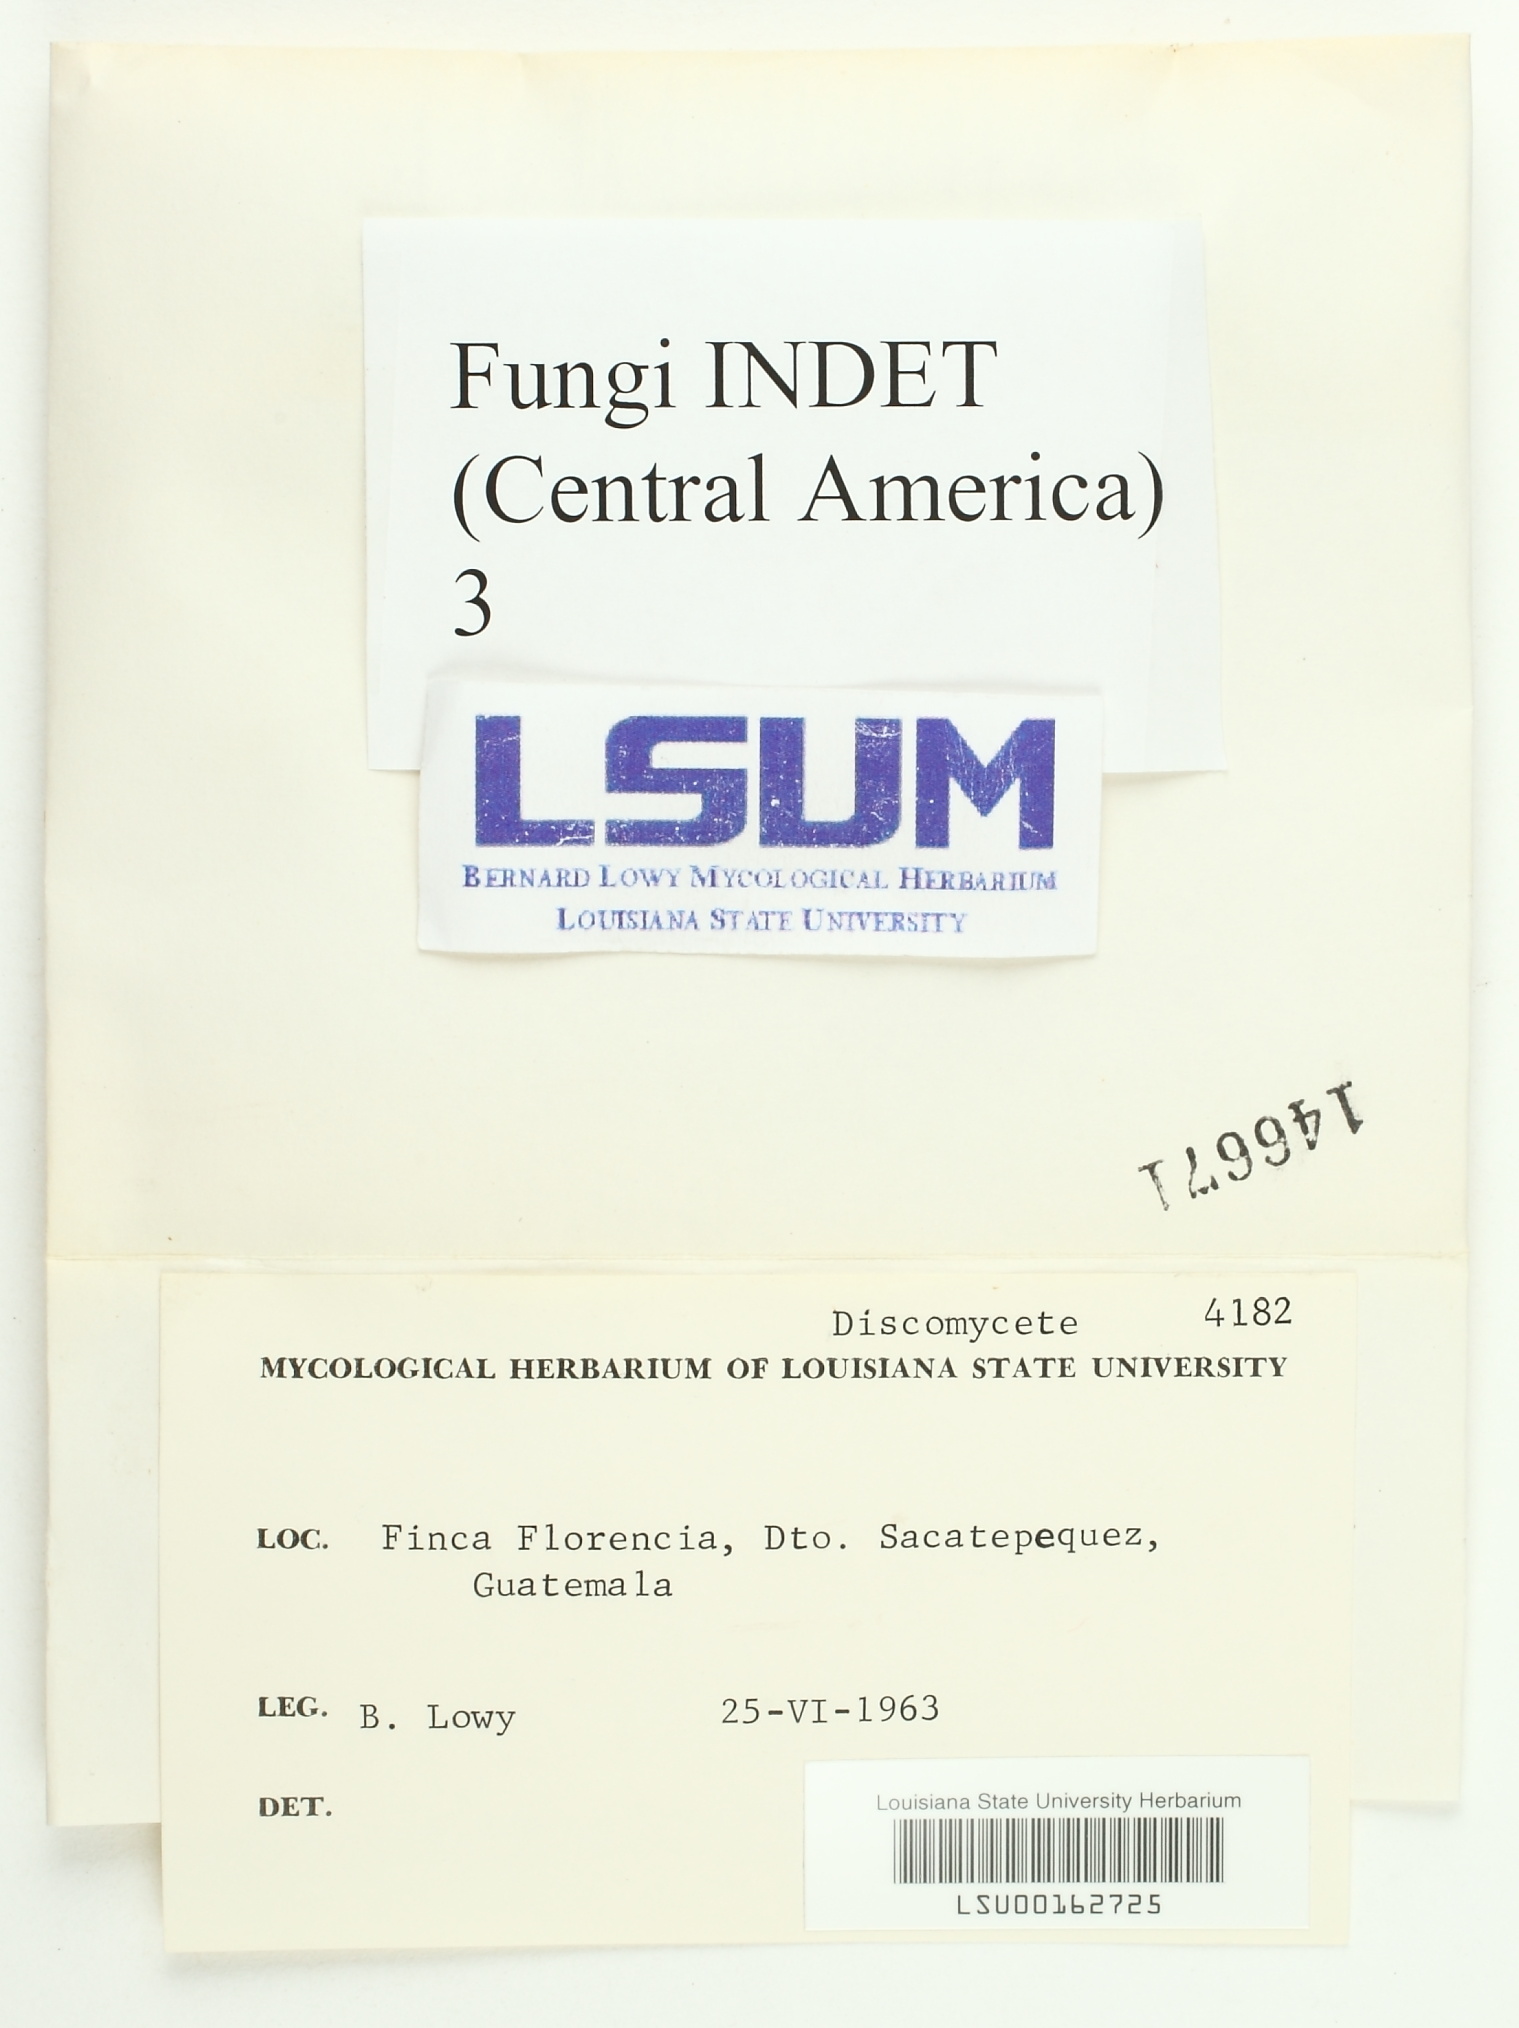 Fungi INDET
(Central America)
3
LSUM
BERNARD LOWY MYCOLOGICAL HERBARIUM
LOUISIANA STATE UNIVERSITY
146671
Discomycete 4182
MYCOLOGICAL HERBARIUM OF LOUISIANA STATE UNIVERSITY
LOC. Finca Florencia, Dto. Sacatepequez,
Guatemala
LEG. B. Lowy 25-VI-1963
DET.
Louisiana State University Herbarium
LSU00162725